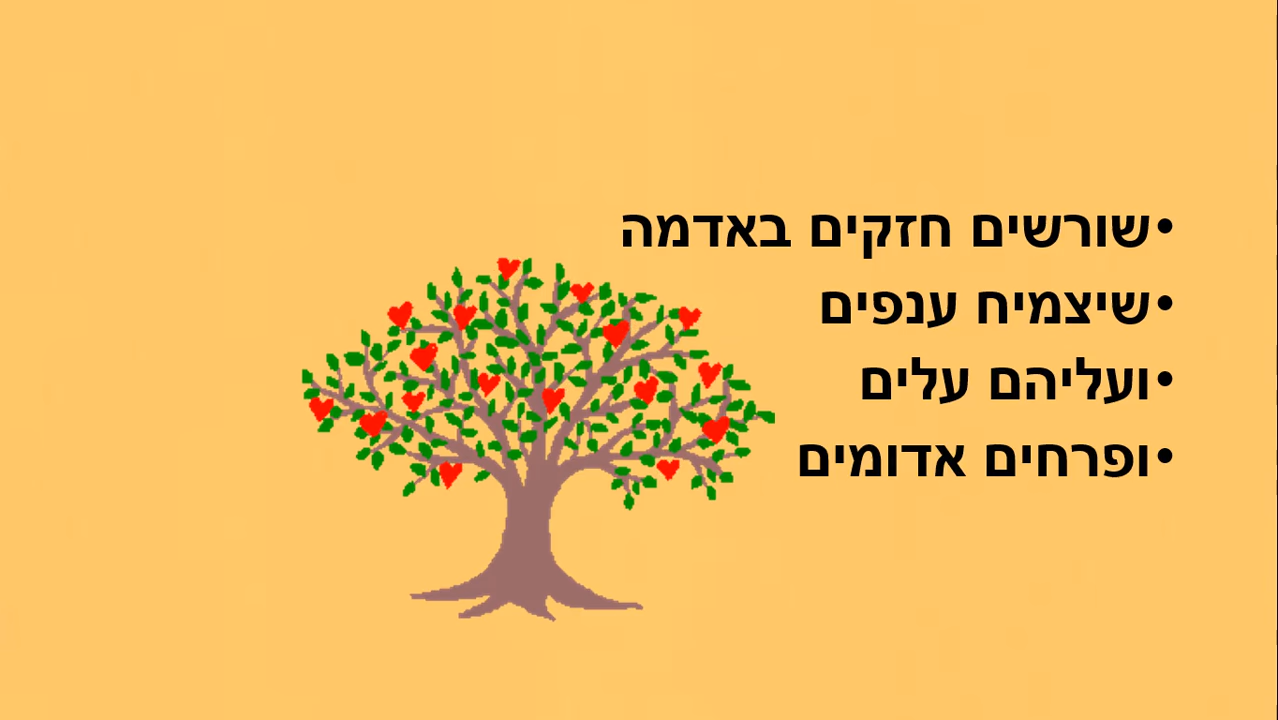 •שורשים חזקים באדמה
•שיצמיח ענפים
•ועליהם עלים
•ופרחים אדומים